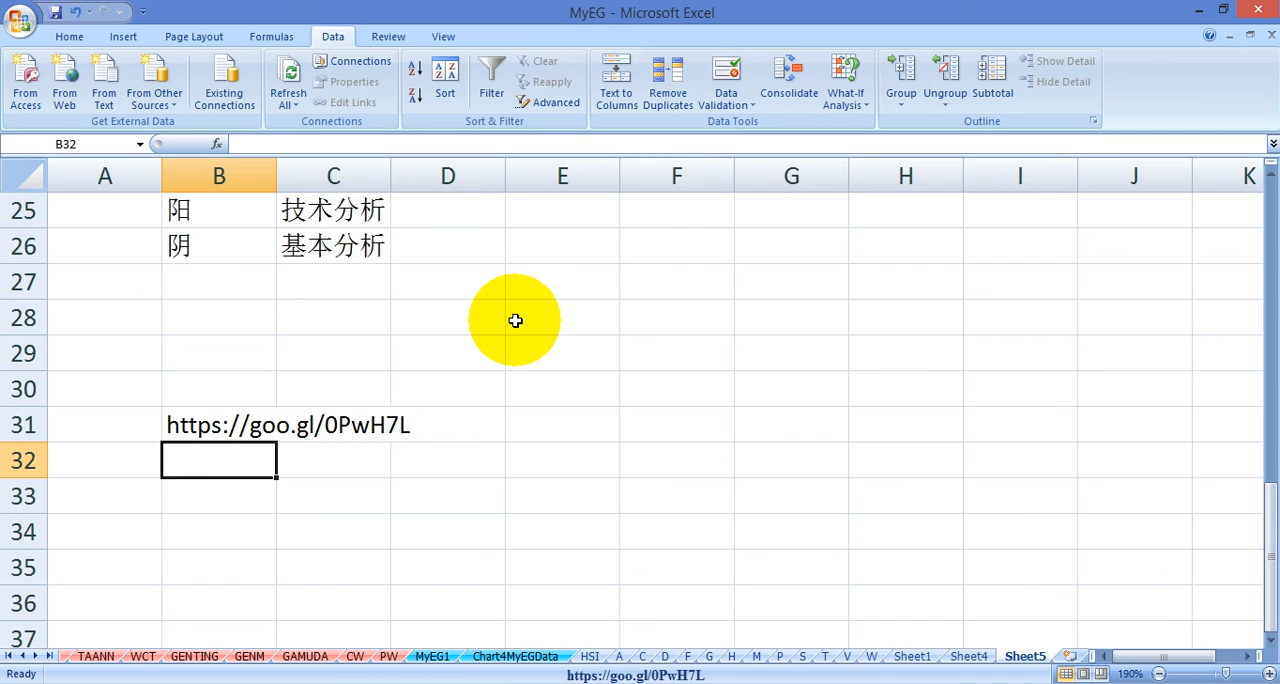 MyEG - Microsoft Excel
Home Insert Page Layout Formulas Data Review View
From Access
From Web
From Text
From Other Sources
Existing Connections
Get External Data
Refresh All
Connections
Properties
Edit Links
Connections
Sort
Filter
Clear
Reapply
Advanced
Sort & Filter
Text to Columns
Remove Duplicates
Data Validation
Consolidate
What-If Analysis
Data Tools
Group
Ungroup
Subtotal
Show Detail
Hide Detail
Outline
B32 fx
A B C D E F G H I J K
25 阳 技术分析
26 阴 基本分析
27
28
29
30
31 https://goo.gl/0PwH7L
32
33
34
35
36
37
TAANN WCT GENTING GENM GAMUDA CW PW MyEG1 Chart4MyEGData HSI A C D F G H M P S T V W Sheet1 Sheet4 Sheet5
Ready https://goo.gl/0PwH7L 190%